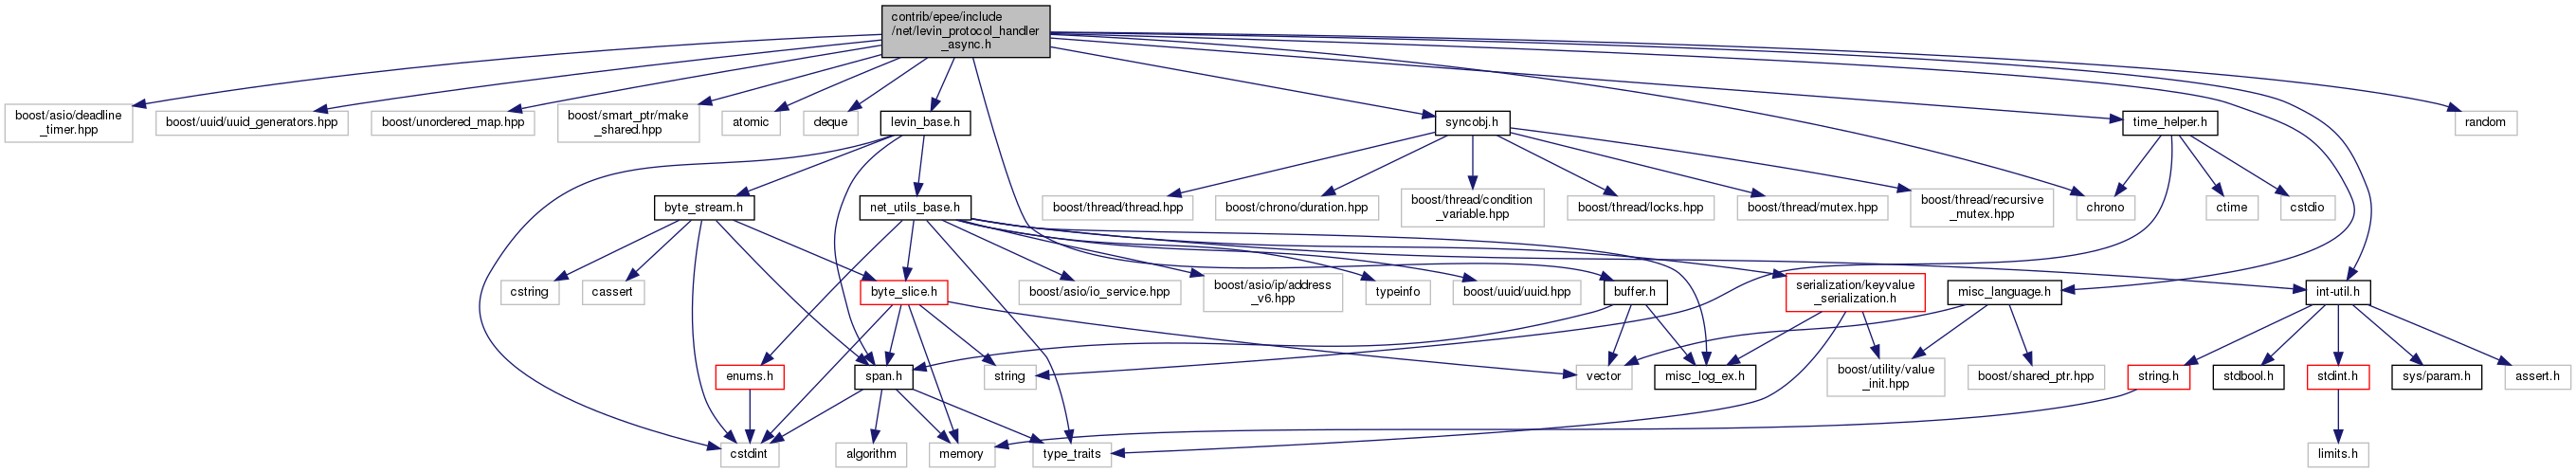 contrib/epee/include
/net/levin_protocol_handler
_async.h
boost/asio/deadline
_timer.hpp
boost/uuid/uuid_generators.hpp
boost/unordered_map.hpp
boost/smart_ptr/make
_shared.hpp
atomic
deque
levin_base.h
syncobj.h
time_helper.h
random
byte_stream.h
net_utils_base.h
boost/thread/thread.hpp
boost/chrono/duration.hpp
boost/thread/condition
_variable.hpp
boost/thread/locks.hpp
boost/thread/mutex.hpp
boost/thread/recursive
_mutex.hpp
chrono
ctime
cstdio
cstring
cassert
byte_slice.h
boost/asio/io_service.hpp
boost/asio/ip/address
_v6.hpp
typeinfo
boost/uuid/uuid.hpp
buffer.h
serialization/keyvalue
_serialization.h
misc_language.h
int-util.h
enums.h
span.h
string
vector
misc_log_ex.h
boost/utility/value
_init.hpp
boost/shared_ptr.hpp
string.h
stdbool.h
stdint.h
sys/param.h
assert.h
cstdint
algorithm
memory
type_traits
limits.h